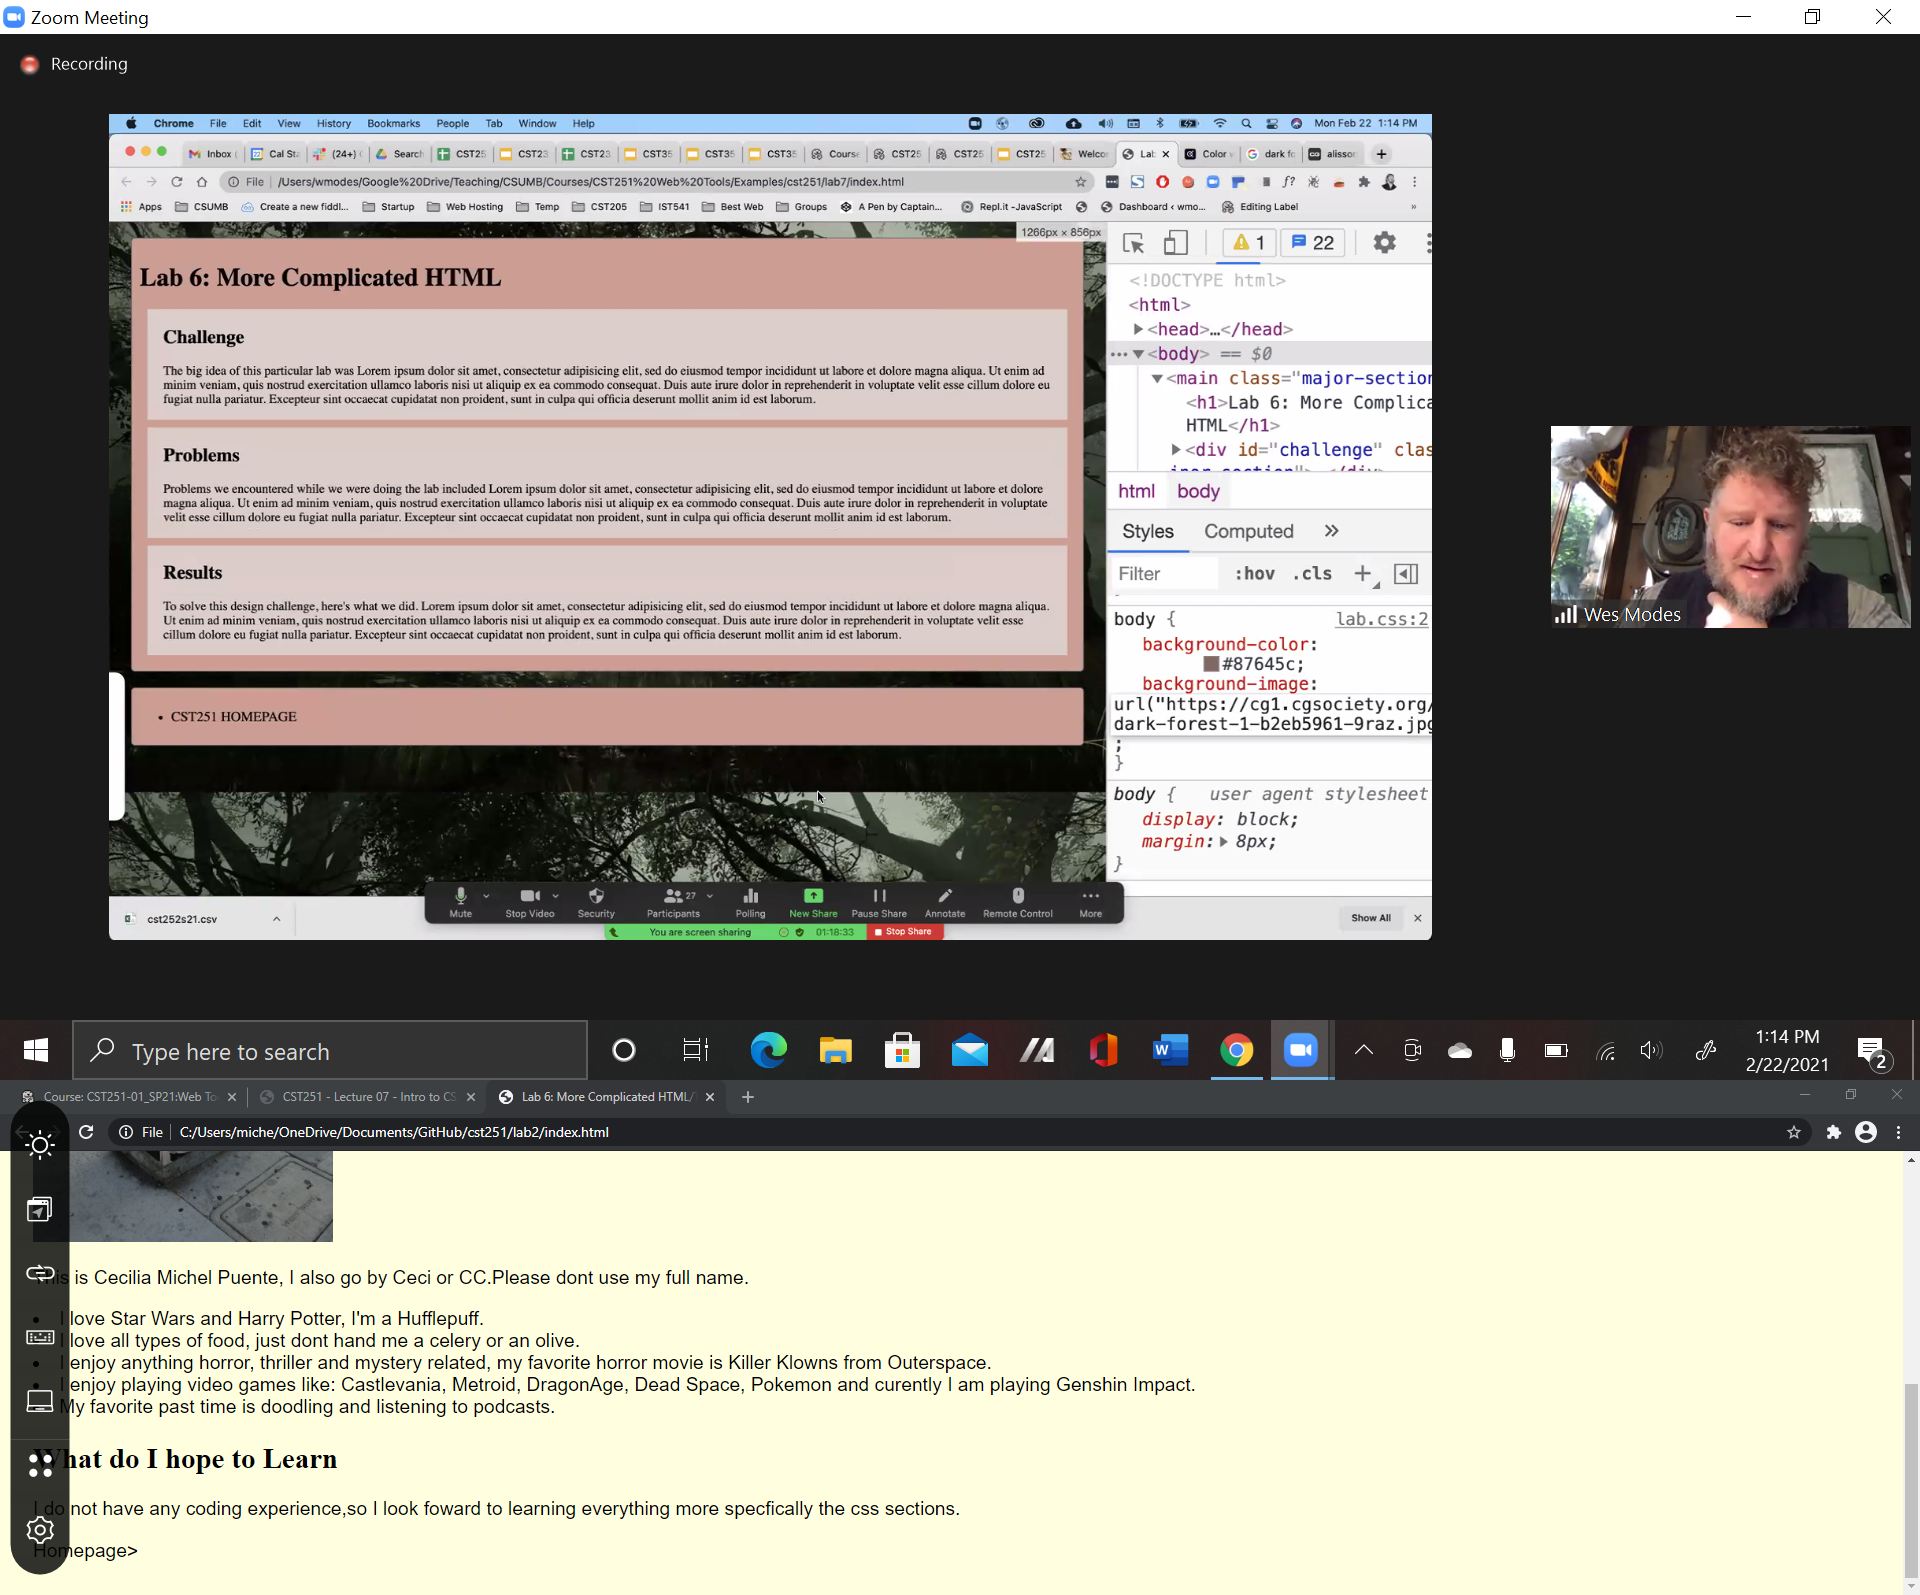 Zoom Meeting
Recording
Chrome File Edit View History Bookmarks People Tab Window Help
Mon Feb 22 1:14 PM
Inbox Cal Sta (24+) Search CST25 CST23 CST23 CST35 CST35 CST35 Course CST25 CST25 CST25 Welco Lab Color dark fo alisso
File /Users/wmodes/Google%20Drive/Teaching/CSUMB/Courses/CST251%20Web%20Tools/Examples/cst251/lab7/index.html
Apps CSUMB Create a new fiddl... Startup Web Hosting Temp CST205 IST541 Best Web Groups A Pen by Captain... Repl.it -JavaScript Dashboard < wmo... Editing Label »
1266px × 856px
Lab 6: More Complicated HTML
Challenge
The big idea of this particular lab was Lorem ipsum dolor sit amet, consectetur adipisicing elit, sed do eiusmod tempor incididunt ut labore et dolore magna aliqua. Ut enim ad
minim veniam, quis nostrud exercitation ullamco laboris nisi ut aliquip ex ea commodo consequat. Duis aute irure dolor in reprehenderit in voluptate velit esse cillum dolore eu
fugiat nulla pariatur. Excepteur sint occaecat cupidatat non proident, sunt in culpa qui officia deserunt mollit anim id est laborum.
Problems
Problems we encountered while we were doing the lab included Lorem ipsum dolor sit amet, consectetur adipisicing elit, sed do eiusmod tempor incididunt ut labore et dolore
magna aliqua. Ut enim ad minim veniam, quis nostrud exercitation ullamco laboris nisi ut aliquip ex ea commodo consequat. Duis aute irure dolor in reprehenderit in voluptate
velit esse cillum dolore eu fugiat nulla pariatur. Excepteur sint occaecat cupidatat non proident, sunt in culpa qui officia deserunt mollit anim id est laborum.
Results
To solve this design challenge, here's what we did. Lorem ipsum dolor sit amet, consectetur adipisicing elit, sed do eiusmod tempor incididunt ut labore et dolore magna aliqua.
Ut enim ad minim veniam, quis nostrud exercitation ullamco laboris nisi ut aliquip ex ea commodo consequat. Duis aute irure dolor in reprehenderit in voluptate velit esse
cillum dolore eu fugiat nulla pariatur. Excepteur sint occaecat cupidatat non proident, sunt in culpa qui officia deserunt mollit anim id est laborum.
• CST251 HOMEPAGE
1 22
<!DOCTYPE html>
<html>
<head>…</head>
<body> == $0
<main class="major-section
<h1>Lab 6: More Complica
HTML</h1>
<div id="challenge" clas
html body
Styles Computed »
Filter :hov .cls +
body { lab.css:2
background-color:
#87645c;
background-image:
url("https://cg1.cgsociety.org/
dark-forest-1-b2eb5961-9raz.jpg
;
}
body { user agent stylesheet
display: block;
margin: 8px;
}
Mute Stop Video Security 27 Participants Polling New Share Pause Share Annotate Remote Control More
You are screen sharing 01:18:33 Stop Share
cst252s21.csv
Show All
Wes Modes
Type here to search
1:14 PM
2/22/2021
2
Course: CST251-01_SP21:Web To
CST251 - Lecture 07 - Intro to CS
Lab 6: More Complicated HTML/
File C:/Users/miche/OneDrive/Documents/GitHub/cst251/lab2/index.html
is Cecilia Michel Puente, I also go by Ceci or CC.Please dont use my full name.
I love Star Wars and Harry Potter, I'm a Hufflepuff.
I love all types of food, just dont hand me a celery or an olive.
I enjoy anything horror, thriller and mystery related, my favorite horror movie is Killer Klowns from Outerspace.
I enjoy playing video games like: Castlevania, Metroid, DragonAge, Dead Space, Pokemon and curently I am playing Genshin Impact.
My favorite past time is doodling and listening to podcasts.
What do I hope to Learn
I do not have any coding experience,so I look foward to learning everything more specfically the css sections.
Homepage>